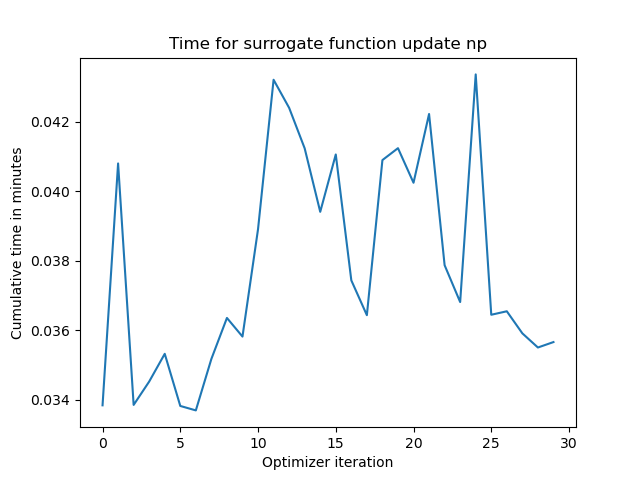 Time for surrogate function update np
Cumulative time in minutes
0.042
0.040
0.038
0.036
0.034
0 5 10 15 20 25 30
Optimizer iteration